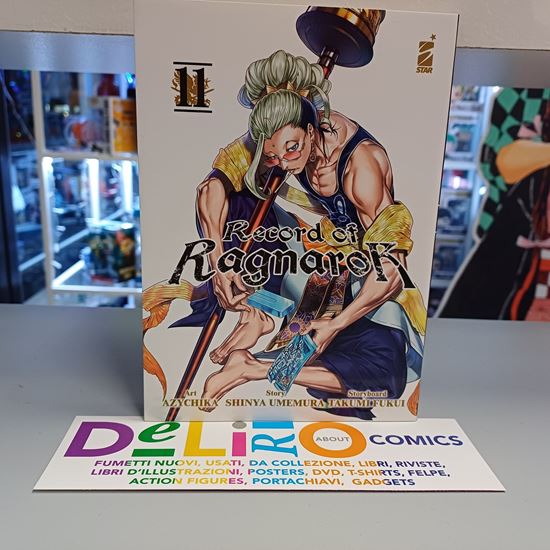 STAR
11
Record of
Ragnarok
Art Story Storyboard
AZYCHIKA SHINYA UMEMURA TAKUMI FUKUI
DeLiRiO ABOUT COMICS
FUMETTI NUOVI, USATI, DA COLLEZIONE, LIBRI, RIVISTE,
LIBRI D'ILLUSTRAZIONI, POSTERS, DVD, T-SHIRTS, FELPE,
ACTION FIGURES, PORTACHIAVI, GADGETS